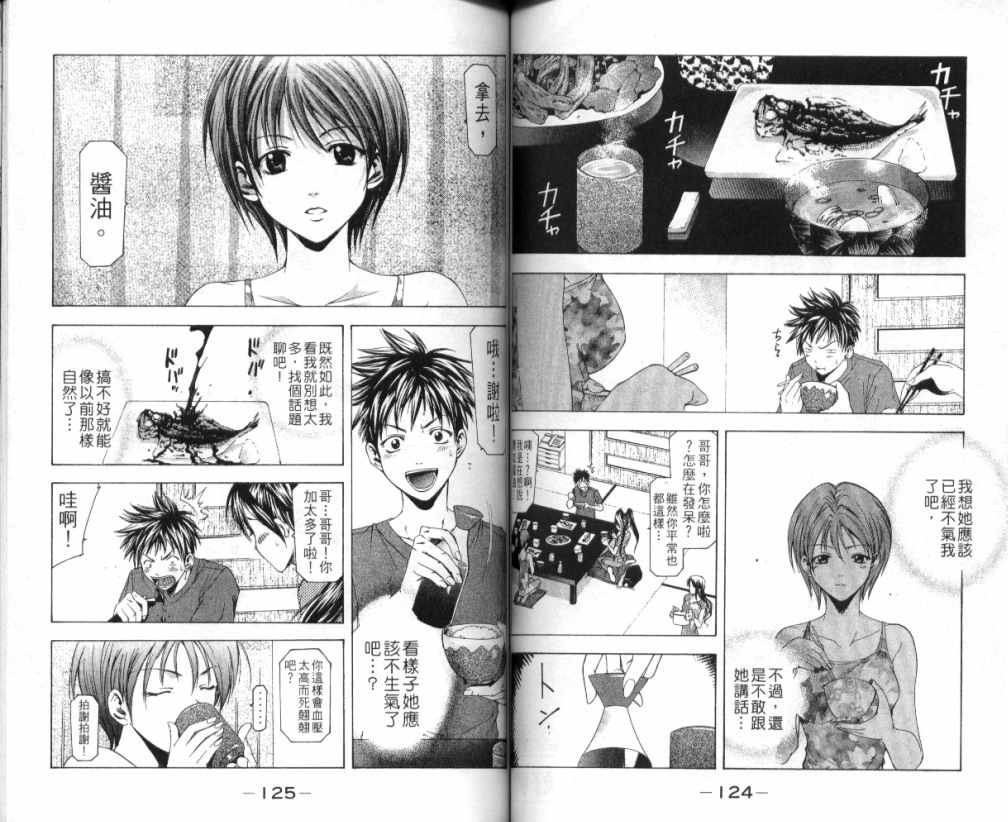 カチャ
カチャ
カチャ
ちら
我想她應該
已經不氣我
了吧．
不過，還
是不敢跟
她講話…
哥哥，你怎麼啦
？怎麼在發呆？
雖然你平常也
都這樣…
咦…？啊！
トン
—124—
拿去，
醬油。
哦…謝啦！
看樣子她應
該不生氣了
吧…？
既然如此，我
看我就別想太
多，找個話題
聊吧！
ドバッ
ドバッ
搞不好就能
像以前那樣
自然了…
哥…哥哥！你
加太多了啦！
哇啊！
你這樣會血壓
太高而死翹翹
吧？
……
拍謝拍謝！
—125—